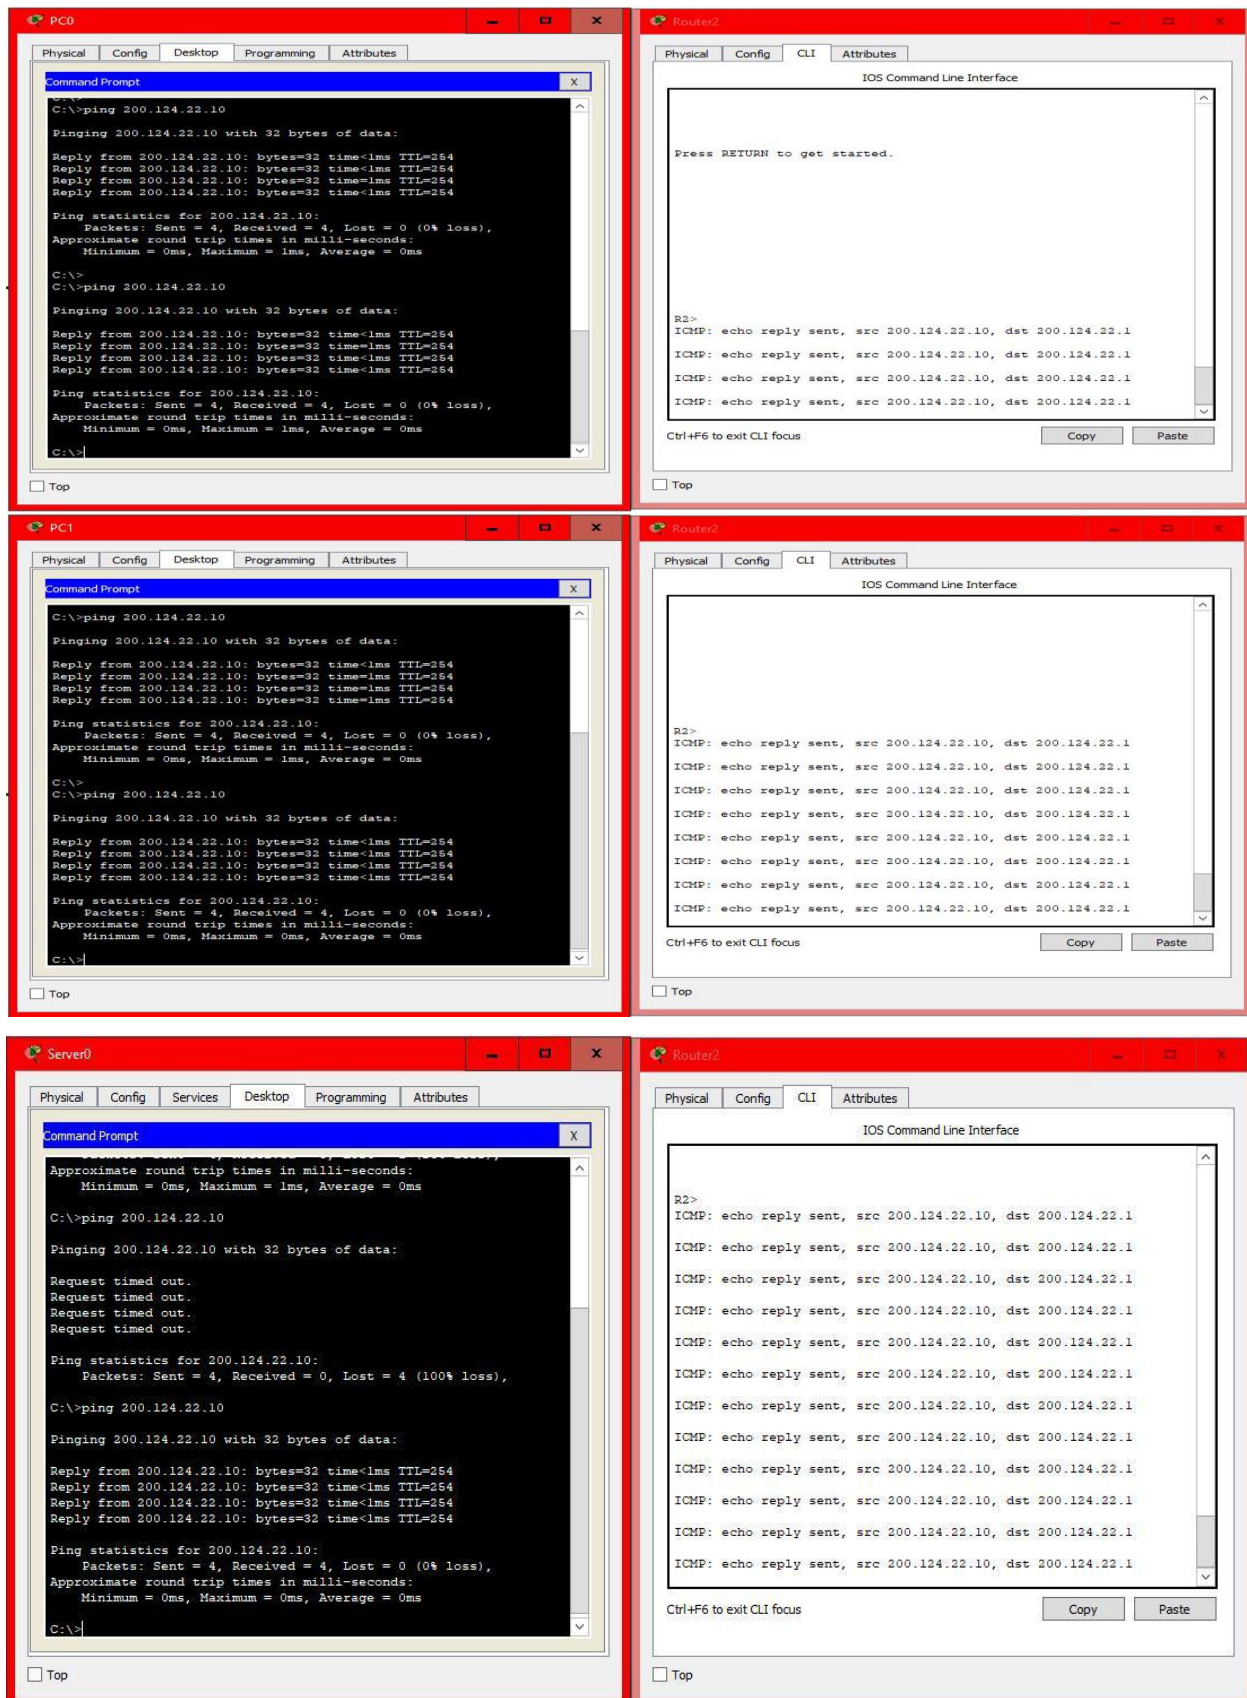 PC0
Physical Config Desktop Programming Attributes
Command Prompt X
C:\>
C:\>ping 200.124.22.10
Pinging 200.124.22.10 with 32 bytes of data:
Reply from 200.124.22.10: bytes=32 time<1ms TTL=254
Reply from 200.124.22.10: bytes=32 time<1ms TTL=254
Reply from 200.124.22.10: bytes=32 time=1ms TTL=254
Reply from 200.124.22.10: bytes=32 time<1ms TTL=254
Ping statistics for 200.124.22.10:
Packets: Sent = 4, Received = 4, Lost = 0 (0% loss),
Approximate round trip times in milli-seconds:
Minimum = 0ms, Maximum = 1ms, Average = 0ms
C:\>
C:\>ping 200.124.22.10
Pinging 200.124.22.10 with 32 bytes of data:
Reply from 200.124.22.10: bytes=32 time<1ms TTL=254
Reply from 200.124.22.10: bytes=32 time=1ms TTL=254
Reply from 200.124.22.10: bytes=32 time<1ms TTL=254
Reply from 200.124.22.10: bytes=32 time<1ms TTL=254
Ping statistics for 200.124.22.10:
Packets: Sent = 4, Received = 4, Lost = 0 (0% loss),
Approximate round trip times in milli-seconds:
Minimum = 0ms, Maximum = 1ms, Average = 0ms
C:\>
Top
Router2
Physical Config CLI Attributes
IOS Command Line Interface
Press RETURN to get started.
R2>
ICMP: echo reply sent, src 200.124.22.10, dst 200.124.22.1
ICMP: echo reply sent, src 200.124.22.10, dst 200.124.22.1
ICMP: echo reply sent, src 200.124.22.10, dst 200.124.22.1
ICMP: echo reply sent, src 200.124.22.10, dst 200.124.22.1
Ctrl+F6 to exit CLI focus Copy Paste
Top
PC1
Physical Config Desktop Programming Attributes
Command Prompt X
C:\>ping 200.124.22.10
Pinging 200.124.22.10 with 32 bytes of data:
Reply from 200.124.22.10: bytes=32 time<1ms TTL=254
Reply from 200.124.22.10: bytes=32 time=1ms TTL=254
Reply from 200.124.22.10: bytes=32 time=1ms TTL=254
Reply from 200.124.22.10: bytes=32 time=1ms TTL=254
Ping statistics for 200.124.22.10:
Packets: Sent = 4, Received = 4, Lost = 0 (0% loss),
Approximate round trip times in milli-seconds:
Minimum = 0ms, Maximum = 1ms, Average = 0ms
C:\>
C:\>ping 200.124.22.10
Pinging 200.124.22.10 with 32 bytes of data:
Reply from 200.124.22.10: bytes=32 time<1ms TTL=254
Reply from 200.124.22.10: bytes=32 time<1ms TTL=254
Reply from 200.124.22.10: bytes=32 time<1ms TTL=254
Reply from 200.124.22.10: bytes=32 time<1ms TTL=254
Ping statistics for 200.124.22.10:
Packets: Sent = 4, Received = 4, Lost = 0 (0% loss),
Approximate round trip times in milli-seconds:
Minimum = 0ms, Maximum = 0ms, Average = 0ms
C:\>
Top
Router2
Physical Config CLI Attributes
IOS Command Line Interface
R2>
ICMP: echo reply sent, src 200.124.22.10, dst 200.124.22.1
ICMP: echo reply sent, src 200.124.22.10, dst 200.124.22.1
ICMP: echo reply sent, src 200.124.22.10, dst 200.124.22.1
ICMP: echo reply sent, src 200.124.22.10, dst 200.124.22.1
ICMP: echo reply sent, src 200.124.22.10, dst 200.124.22.1
ICMP: echo reply sent, src 200.124.22.10, dst 200.124.22.1
ICMP: echo reply sent, src 200.124.22.10, dst 200.124.22.1
ICMP: echo reply sent, src 200.124.22.10, dst 200.124.22.1
Ctrl+F6 to exit CLI focus Copy Paste
Top
Server0
Physical Config Services Desktop Programming Attributes
Command Prompt X
Approximate round trip times in milli-seconds:
Minimum = 0ms, Maximum = 1ms, Average = 0ms
C:\>ping 200.124.22.10
Pinging 200.124.22.10 with 32 bytes of data:
Request timed out.
Request timed out.
Request timed out.
Request timed out.
Ping statistics for 200.124.22.10:
Packets: Sent = 4, Received = 0, Lost = 4 (100% loss),
C:\>ping 200.124.22.10
Pinging 200.124.22.10 with 32 bytes of data:
Reply from 200.124.22.10: bytes=32 time<1ms TTL=254
Reply from 200.124.22.10: bytes=32 time<1ms TTL=254
Reply from 200.124.22.10: bytes=32 time<1ms TTL=254
Reply from 200.124.22.10: bytes=32 time<1ms TTL=254
Ping statistics for 200.124.22.10:
Packets: Sent = 4, Received = 4, Lost = 0 (0% loss),
Approximate round trip times in milli-seconds:
Minimum = 0ms, Maximum = 0ms, Average = 0ms
C:\>
Top
Router2
Physical Config CLI Attributes
IOS Command Line Interface
R2>
ICMP: echo reply sent, src 200.124.22.10, dst 200.124.22.1
ICMP: echo reply sent, src 200.124.22.10, dst 200.124.22.1
ICMP: echo reply sent, src 200.124.22.10, dst 200.124.22.1
ICMP: echo reply sent, src 200.124.22.10, dst 200.124.22.1
ICMP: echo reply sent, src 200.124.22.10, dst 200.124.22.1
ICMP: echo reply sent, src 200.124.22.10, dst 200.124.22.1
ICMP: echo reply sent, src 200.124.22.10, dst 200.124.22.1
ICMP: echo reply sent, src 200.124.22.10, dst 200.124.22.1
ICMP: echo reply sent, src 200.124.22.10, dst 200.124.22.1
ICMP: echo reply sent, src 200.124.22.10, dst 200.124.22.1
ICMP: echo reply sent, src 200.124.22.10, dst 200.124.22.1
ICMP: echo reply sent, src 200.124.22.10, dst 200.124.22.1
Ctrl+F6 to exit CLI focus Copy Paste
Top